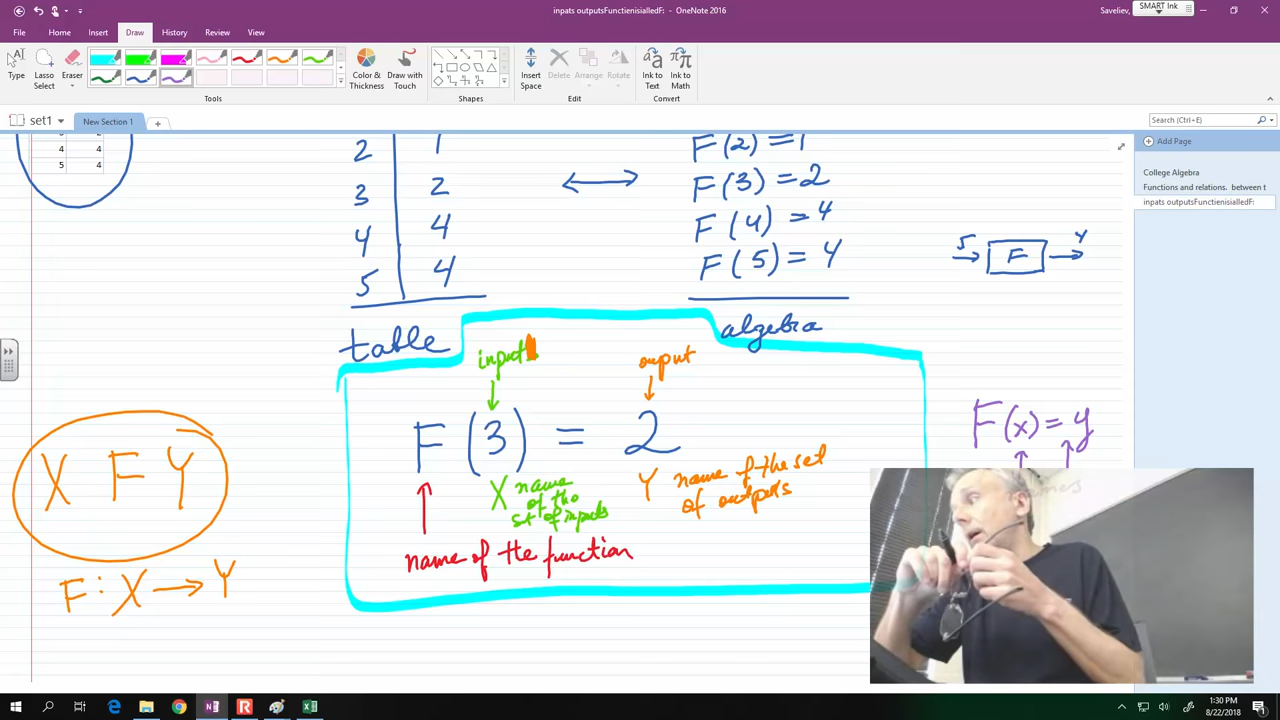 inpats outputsFunctienisialledF: - OneNote 2016
Saveliev,
SMART Ink
File Home Insert Draw History Review View
Type
Lasso Select
Eraser
Color & Thickness
Draw with Touch
Insert Space
Delete
Arrange
Rotate
Ink to Text
Ink to Math
Tools
Shapes
Edit
Convert
set1
New Section 1
+
Search (Ctrl+E)
Add Page
College Algebra
Functions and relations. between t
inpats outputsFunctienisialledF:
4 4
5 4
2 1
3 2
4 4
5 4
table
F(2)=1
F(3)=2
F(4)=4
F(5)=4
algebra
5 F Y
input
ouput
F(3) = 2
X name of the set of inputs
Y name of the set of outputs
name of the function
X F Y
F: X → Y
F(x)=y
1:30 PM
8/22/2018